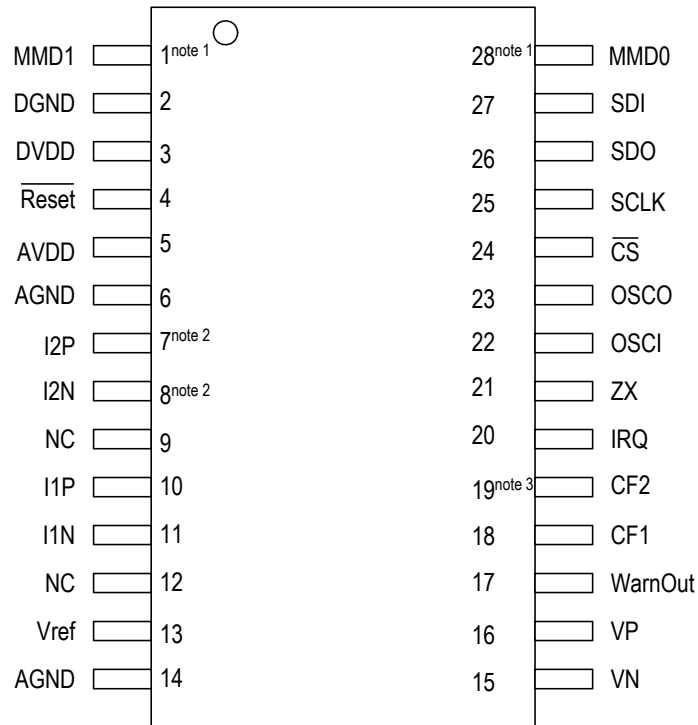 MMD1 1note 1 28note 1 MMD0
DGND 2 27 SDI
DVDD 3 26 SDO
Reset 4 25 SCLK
AVDD 5 24 CS
AGND 6 23 OSCO
I2P 7note 2 22 OSCI
I2N 8note 2 21 ZX
NC 9 20 IRQ
I1P 10 19note 3 CF2
I1N 11 18 CF1
NC 12 17 WarnOut
Vref 13 16 VP
AGND 14 15 VN